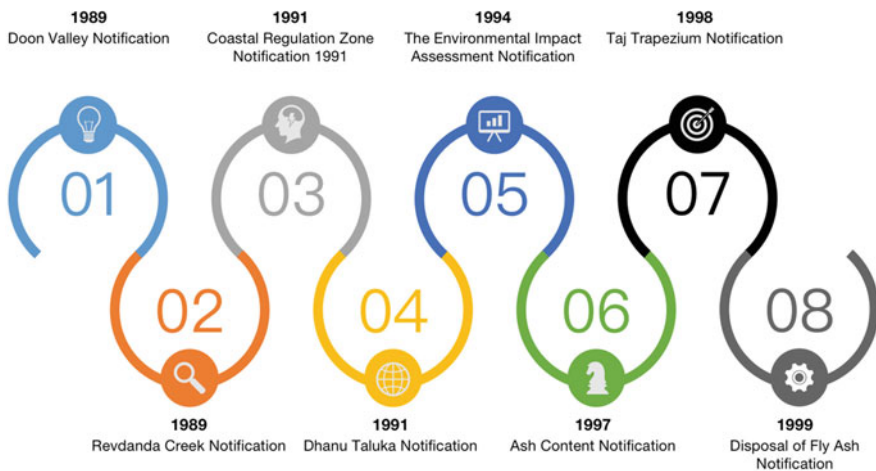 1989
Doon Valley Notification
1991
Coastal Regulation Zone
Notification 1991
1994
The Environmental Impact
Assessment Notification
1998
Taj Trapezium Notification
01
03
05
07
02
04
06
08
1989
Revdanda Creek Notification
1991
Dhanu Taluka Notification
1997
Ash Content Notification
1999
Disposal of Fly Ash
Notification